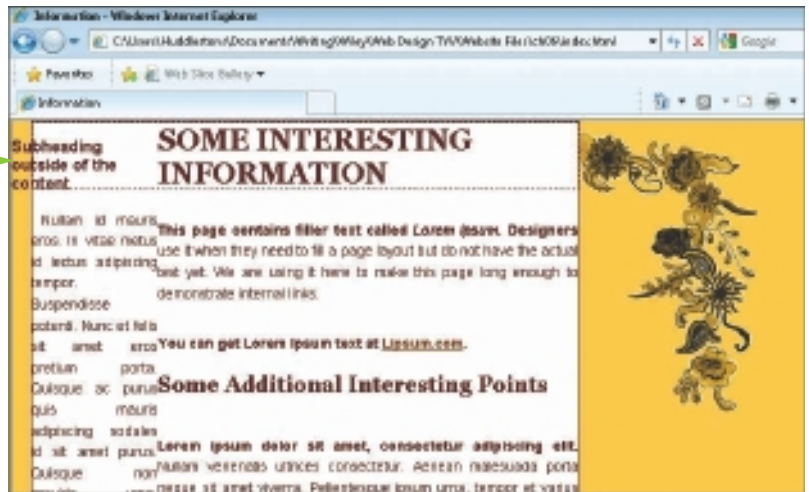 Information - Windows Internet Explorer
Google
Favorites
Web Slice Gallery
Information
Subheading
outside of the
content
SOME INTERESTING
INFORMATION
Nullam id mauris
eros. In vitae metus
id lectus adipiscing
tempor.
Suspendisse
potenti. Nunc et felis
sit amet eros
pretium porta.
Quisque ac purus
quis mauris
adipiscing sodales
id sit amet purus.
Quisque non
This page contains filler text called Lorem Ipsum. Designers
use it when they need to fill a page layout but do not have the actual
text yet. We are using it here to make this page long enough to
demonstrate internal links.
You can get Lorem Ipsum text at Lipsum.com.
Some Additional Interesting Points
Lorem ipsum dolor sit amet, consectetur adipiscing elit.
Nullam venenatis ultrices consectetur. Aenean malesuada porta
neque sit amet viverra. Pellentesque ipsum urna, tempor et varius